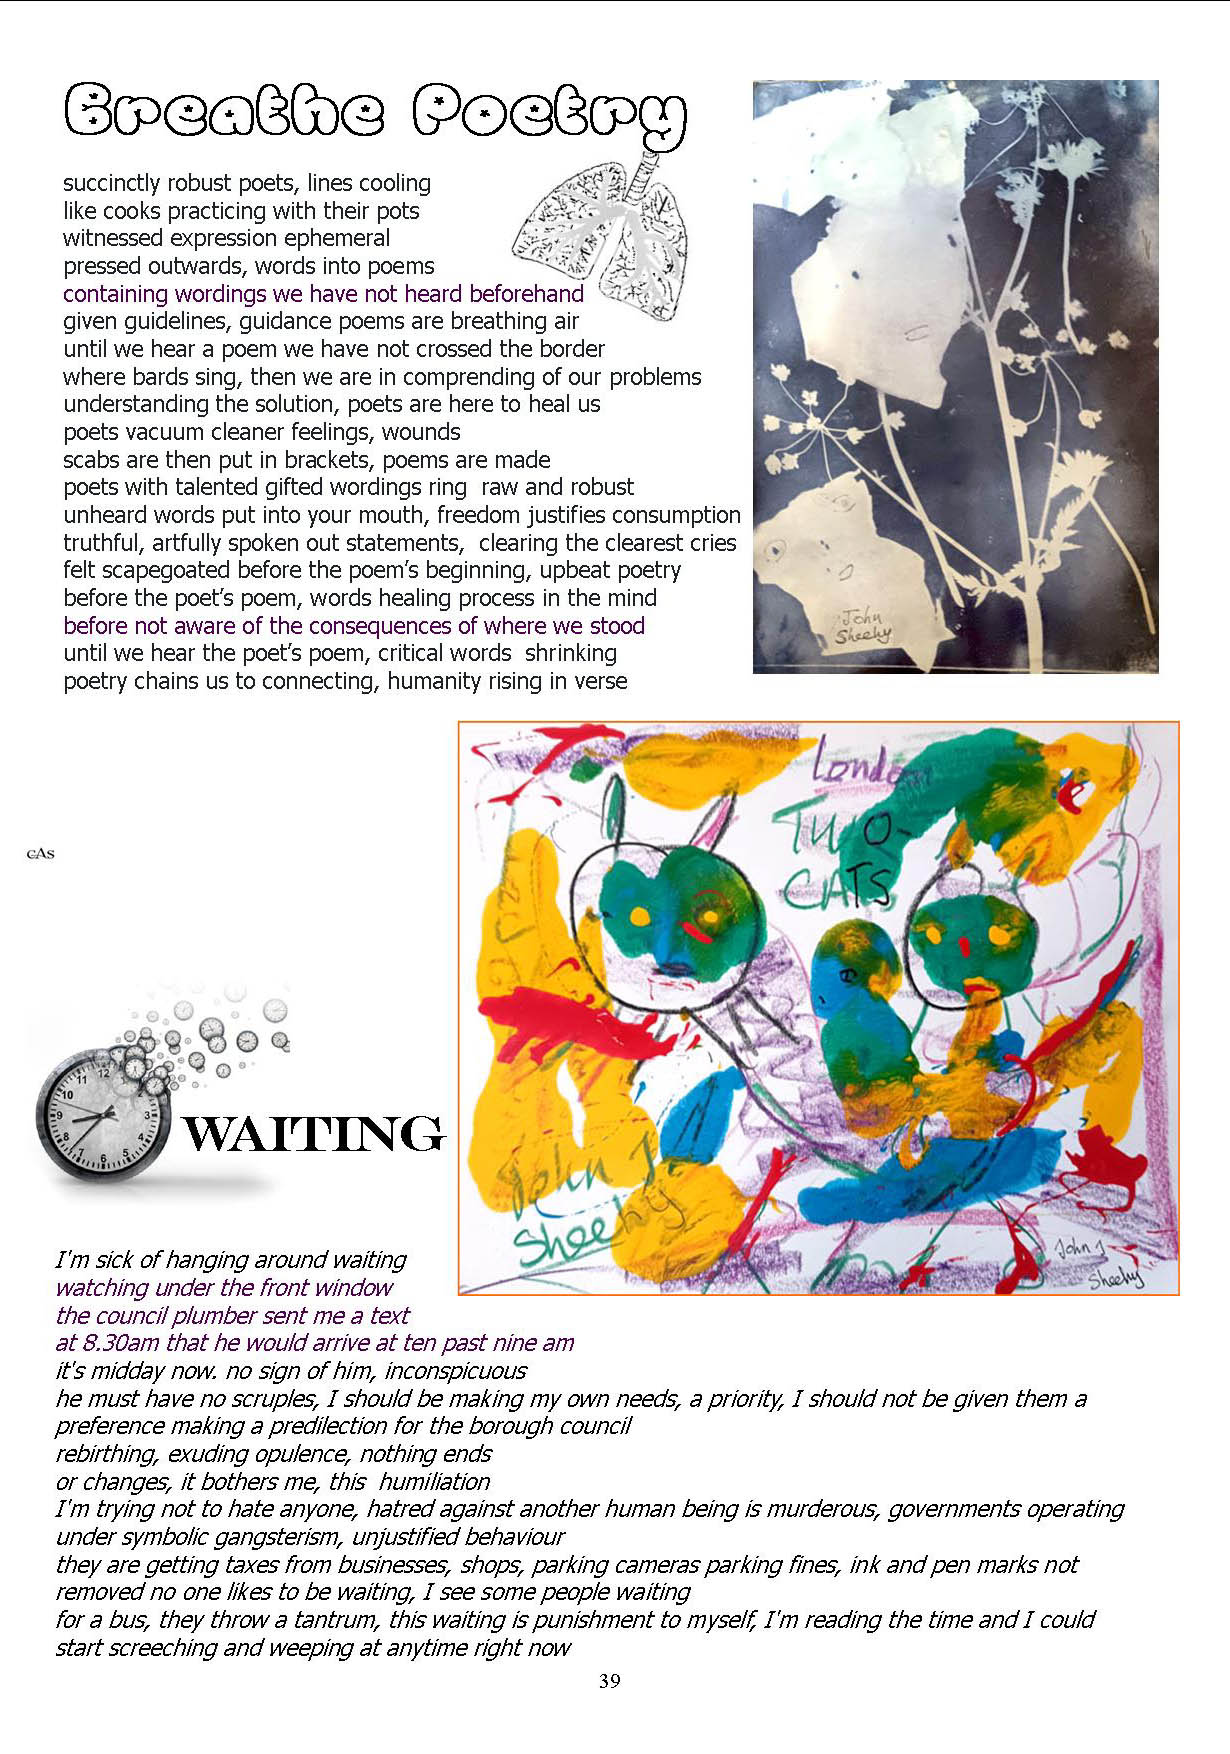 Breathe Poetry
succinctly robust poets, lines cooling
like cooks practicing with their pots
witnessed expression ephemeral
pressed outwards, words into poems
containing wordings we have not heard beforehand
given guidelines, guidance poems are breathing air
until we hear a poem we have not crossed the border
where bards sing, then we are in comprending of our problems
understanding the solution, poets are here to heal us
poets vacuum cleaner feelings, wounds
scabs are then put in brackets, poems are made
poets with talented gifted wordings ring  raw and robust
unheard words put into your mouth, freedom justifies consumption
truthful, artfully spoken out statements,  clearing the clearest cries
felt scapegoated before the poem's beginning, upbeat poetry
before the poet's poem, words healing process in the mind
before not aware of the consequences of where we stood
until we hear the poet's poem, critical words  shrinking
poetry chains us to connecting, humanity rising in verse
John
Sheehy
London
TWO
CATS
John J.
Sheehy
John J
Sheehy
cAs
12
11
10
9
8
7
6
5
4
3
2
WAITING
I'm sick of hanging around waiting
watching under the front window
the council plumber sent me a text
at 8.30am that he would arrive at ten past nine am
it's midday now. no sign of him, inconspicuous
he must have no scruples, I should be making my own needs, a priority, I should not be given them a
preference making a predilection for the borough council
rebirthing, exuding opulence, nothing ends
or changes, it bothers me, this  humiliation
I'm trying not to hate anyone, hatred against another human being is murderous, governments operating
under symbolic gangsterism, unjustified behaviour
they are getting taxes from businesses, shops, parking cameras parking fines, ink and pen marks not
removed no one likes to be waiting, I see some people waiting
for a bus, they throw a tantrum, this waiting is punishment to myself, I'm reading the time and I could
start screeching and weeping at anytime right now
39